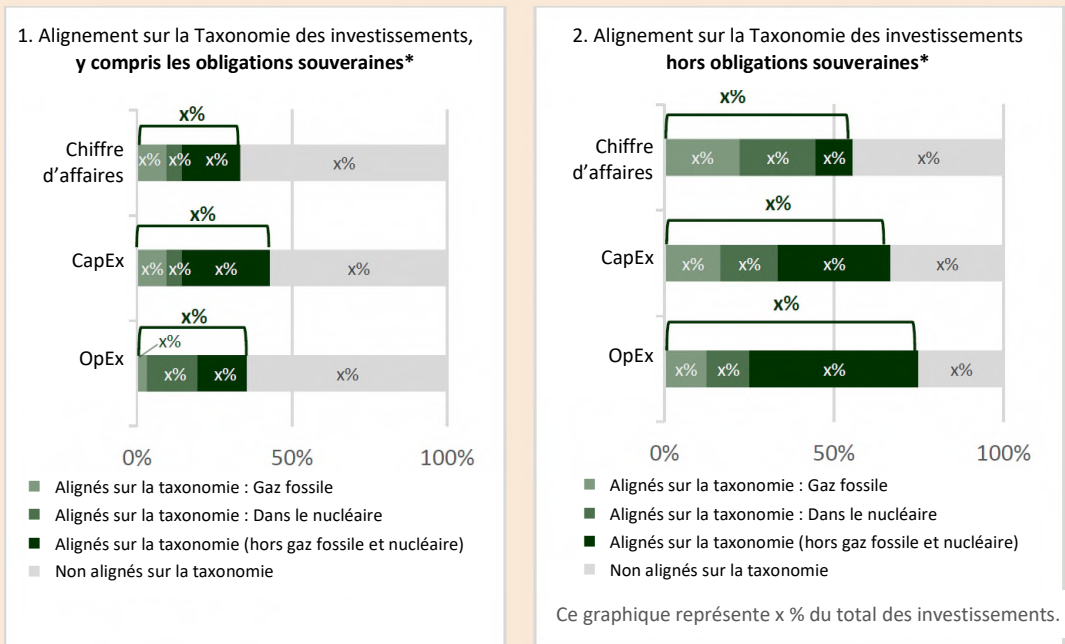 1. Alignement sur la Taxonomie des investissements,
y compris les obligations souveraines*
x%
Chiffre
d’affaires
x% x% x% x%
x%
CapEx
x% x% x% x%
x%
x%
OpEx
x% x% x%
0% 50% 100%
Alignés sur la taxonomie : Gaz fossile
Alignés sur la taxonomie : Dans le nucléaire
Alignés sur la taxonomie (hors gaz fossile et nucléaire)
Non alignés sur la taxonomie
2. Alignement sur la Taxonomie des investissements
hors obligations souveraines*
x%
Chiffre
d’affaires
x% x% x% x%
x%
CapEx
x% x% x% x%
x%
OpEx
x% x% x% x%
0% 50% 100%
Alignés sur la taxonomie : Gaz fossile
Alignés sur la taxonomie : Dans le nucléaire
Alignés sur la taxonomie (hors gaz fossile et nucléaire)
Non alignés sur la taxonomie
Ce graphique représente x % du total des investissements.